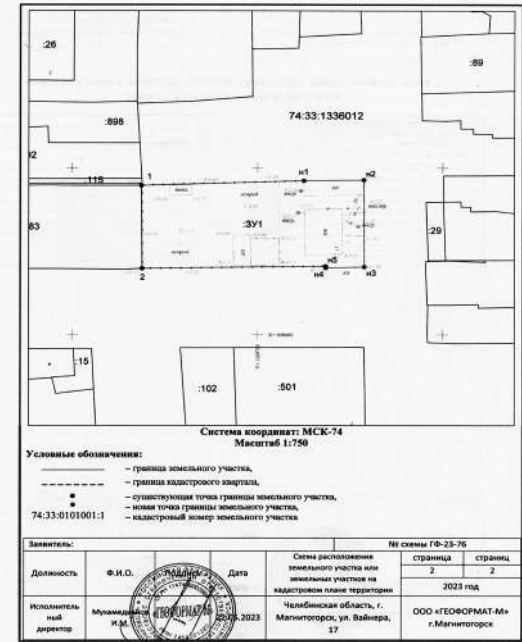 :26
:89
74:33:1336012
:898
:115
1
н1
н2
83
:ЗУ1
:29
2
н5
н4
н3
:15
:102
:501
Система координат: МСК-74
Масштаб 1:750
Условные обозначения:
– граница земельного участка,
– граница кадастрового квартала,
– существующая точка границы земельного участка,
– новая точка границы земельного участка,
74:33:0101001:1 – кадастровый номер земельного участка
Заявитель: № схемы ГФ-23-76
Должность Ф.И.О. Подпись Дата Схема расположения земельного участка или земельных участков на кадастровом плане территории страница страниц
2 2
2023 год
Исполнительный директор И.М. .2023 Челябинская область, г. Магнитогорск, ул. Вайнера, 17 ООО «ГЕОФОРМАТ-М» г.Магнитогорск
«ГЕОФОРМАТ-М»